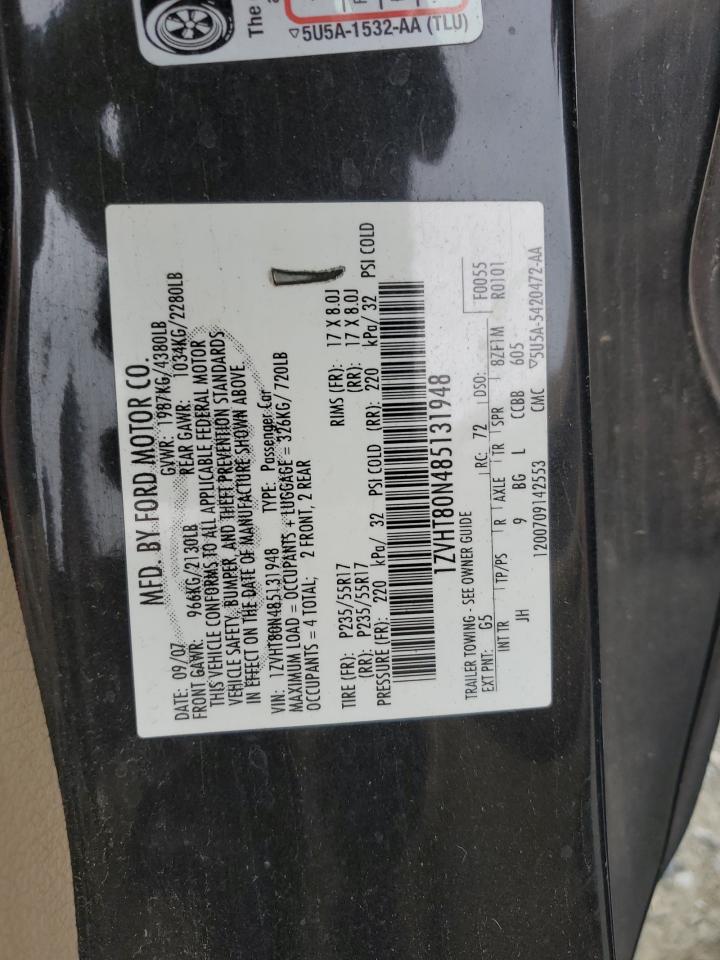 The
▽5U5A-1532-AA (TLU)
MFD. BY FORD MOTOR CO.
DATE: 09/07 GVWR: 1987KG/4380LB
FRONT GAWR: 966KG/2130LB REAR GAWR: 1034KG/2280LB
THIS VEHICLE CONFORMS TO ALL APPLICABLE FEDERAL MOTOR
VEHICLE SAFETY, BUMPER, AND THEFT PREVENTION STANDARDS
IN EFFECT ON THE DATE OF MANUFACTURE SHOWN ABOVE.
VIN: 1ZVHT80N485131948 TYPE: Passenger Car
MAXIMUM LOAD = OCCUPANTS + LUGGAGE = 326KG/ 720LB
OCCUPANTS = 4 TOTAL; 2 FRONT, 2 REAR
TIRE (FR): P235/55R17 RIMS (FR): 17 X 8.0J
(RR): P235/55R17 (RR): 17 X 8.0J
PRESSURE (FR): 220 kPa/ 32 PSI COLD (RR): 220 kPa/ 32 PSI COLD
1ZVHT80N485131948
TRAILER TOWING - SEE OWNER GUIDE F0055
EXT PNT: G5 RC: 72 DSO: R0101
INT TR TP/PS R AXLE TR SPR 8ZF1M
JH 9 BG L CCBB 605
1200709142553 CMC ▽5U5A-5420472-AA